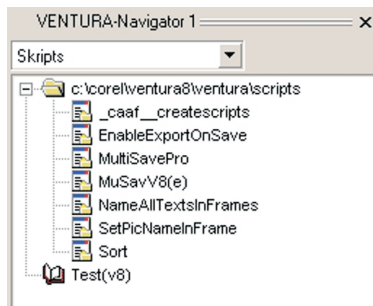 VENTURA-Navigator 1
Skripts
c:\corel\ventura8\ventura\scripts
_caaf__createscripts
EnableExportOnSave
MultiSavePro
MuSavV8(e)
NameAllTextsInFrames
SetPicNameInFrame
Sort
Test(v8)